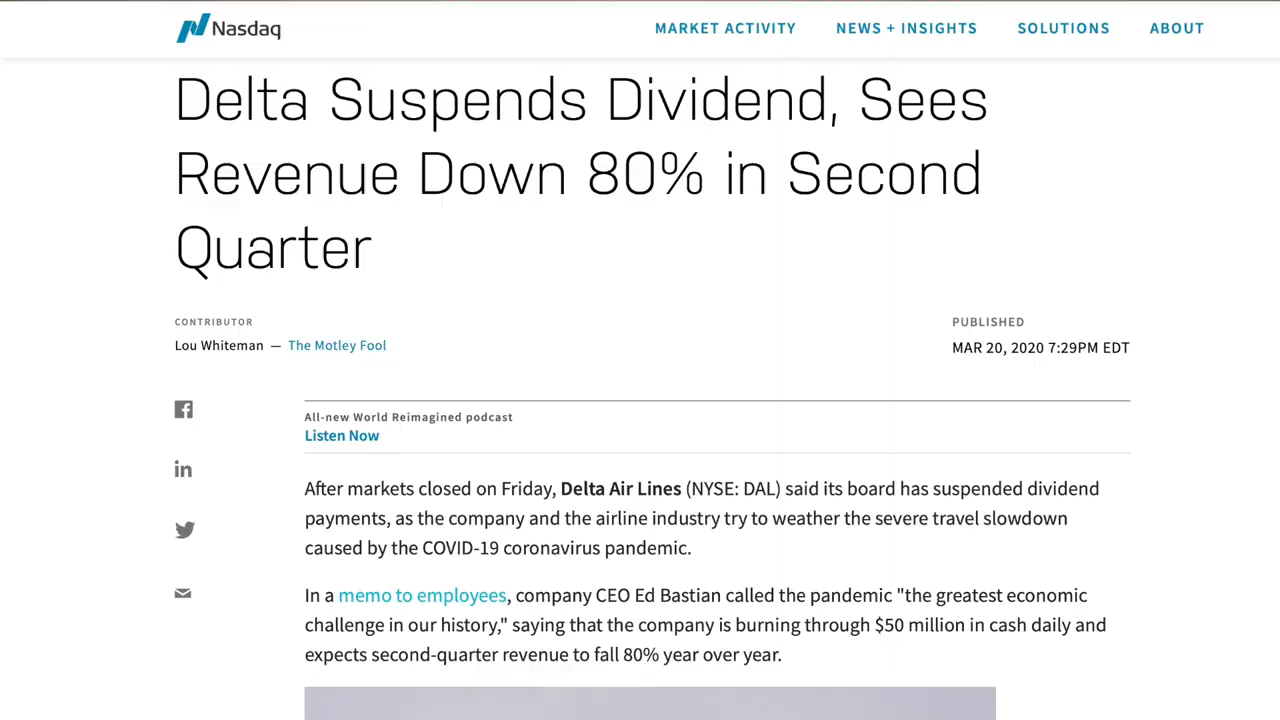 Nasdaq
MARKET ACTIVITY
NEWS + INSIGHTS
SOLUTIONS
ABOUT
Delta Suspends Dividend, Sees
Revenue Down 80% in Second
Quarter
CONTRIBUTOR
Lou Whiteman — The Motley Fool
PUBLISHED
MAR 20, 2020 7:29PM EDT
All-new World Reimagined podcast
Listen Now
After markets closed on Friday, Delta Air Lines (NYSE: DAL) said its board has suspended dividend
payments, as the company and the airline industry try to weather the severe travel slowdown
caused by the COVID-19 coronavirus pandemic.
In a memo to employees, company CEO Ed Bastian called the pandemic "the greatest economic
challenge in our history," saying that the company is burning through $50 million in cash daily and
expects second-quarter revenue to fall 80% year over year.